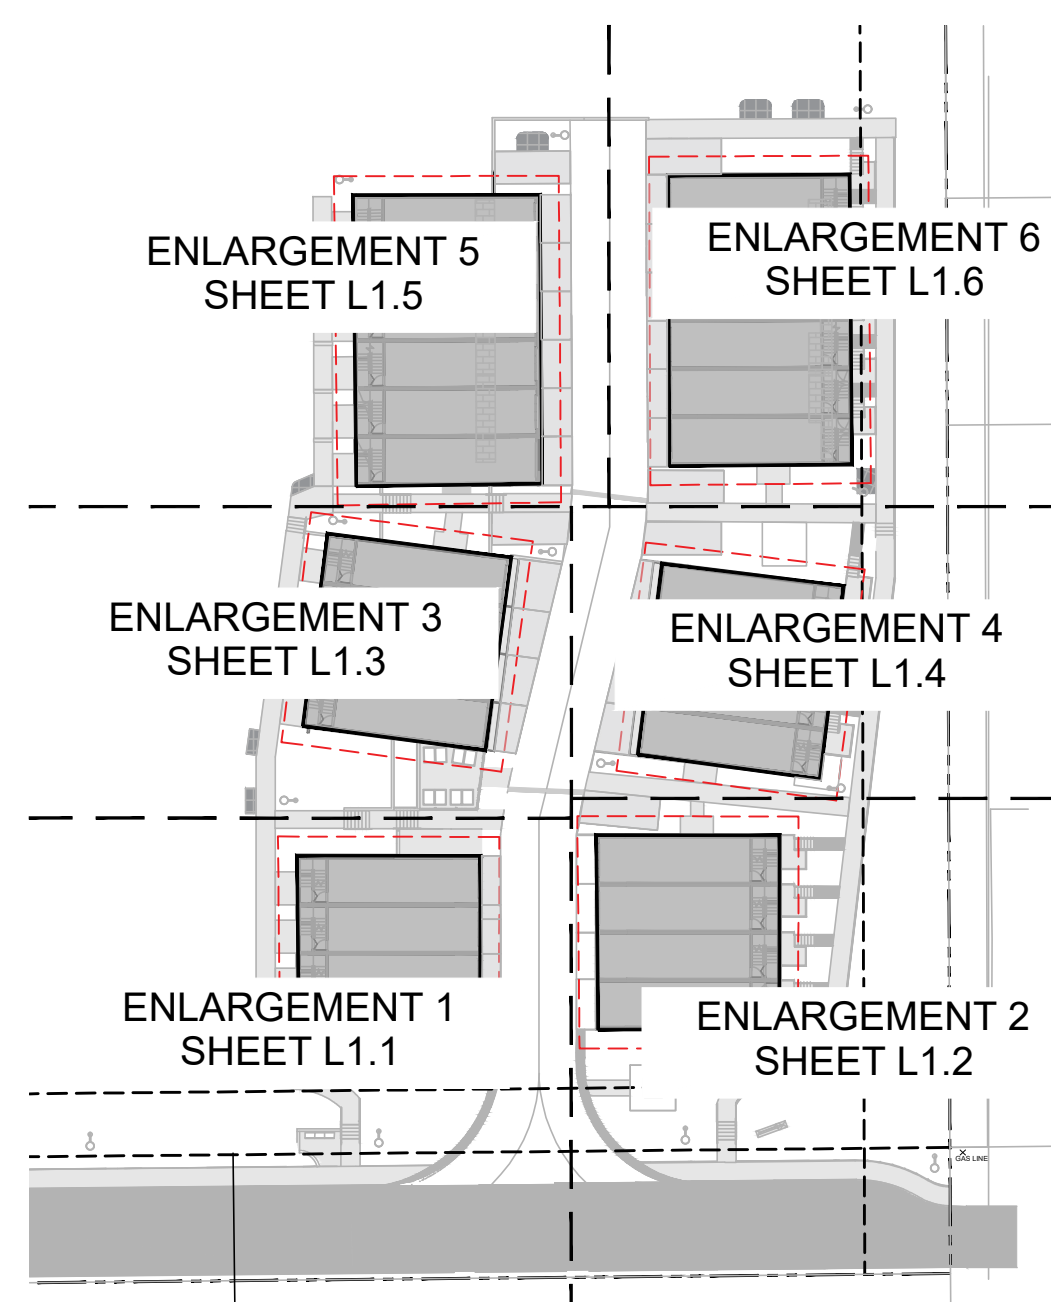 ENLARGEMENT 5
SHEET L1.5
ENLARGEMENT 6
SHEET L1.6
ENLARGEMENT 3
SHEET L1.3
ENLARGEMENT 4
SHEET L1.4
ENLARGEMENT 1
SHEET L1.1
ENLARGEMENT 2
SHEET L1.2
GAS LINE